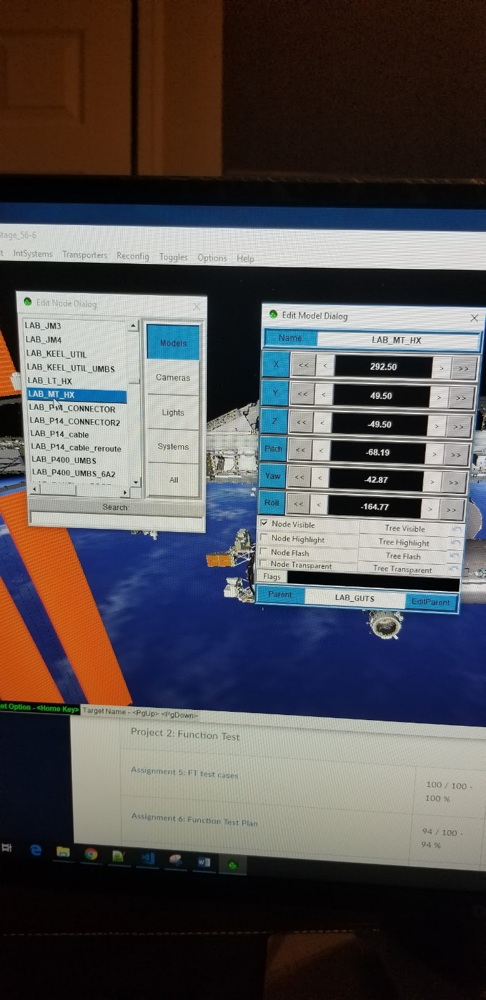 tage_56-6
t IntSystems Transporters Reconfig Toggles Options Help
Edit Node Dialog
LAB_JM3
LAB_JM4
LAB_KEEL_UTIL
LAB_KEEL_UTIL_UMBS
LAB_LT_HX
LAB_MT_HX
LAB_P14_CONNECTOR
LAB_P14_CONNECTOR2
LAB_P14_cable
LAB_P14_cable_reroute
LAB_P400_UMBS
LAB_P400_UMBS_6A2
Models
Cameras
Lights
Systems
All
Search:
Edit Model Dialog
Name: LAB_MT_HX
X << < 292.50 > >>
Y << < 49.50 > >>
Z << < -49.50 > >>
Pitch << < -68.19 > >>
Yaw << < -42.87 > >>
Roll << < -164.77 > >>
Node Visible Tree Visible
Node Highlight Tree Highlight
Node Flash Tree Flash
Node Transparent Tree Transparent
Flags
Parent: LAB_GUTS EditParent
et Option - <Home Key> Target Name - <PgUp> <PgDown>
Project 2: Function Test
Assignment 5: FT test cases
100 / 100 -
100 %
Assignment 6: Function Test Plan
94 / 100 -
94 %